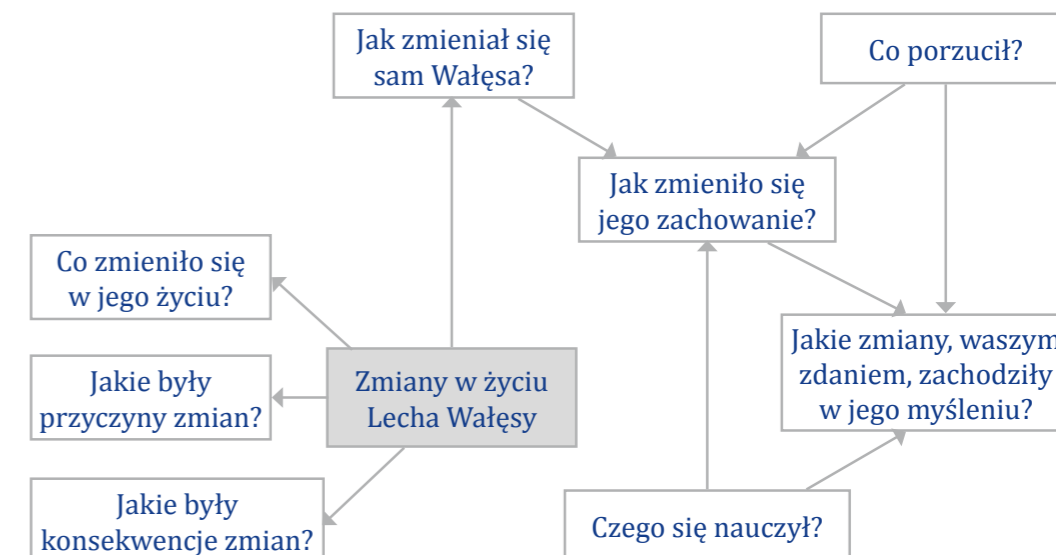 Jak zmieniał się
sam Wałęsa?
Co porzucił?
Jak zmieniło się
jego zachowanie?
Co zmieniło się
w jego życiu?
Jakie zmiany, waszym
zdaniem, zachodziły
w jego myśleniu?
Zmiany w życiu
Lecha Wałęsy
Jakie były
przyczyny zmian?
Jakie były
konsekwencje zmian?
Czego się nauczył?